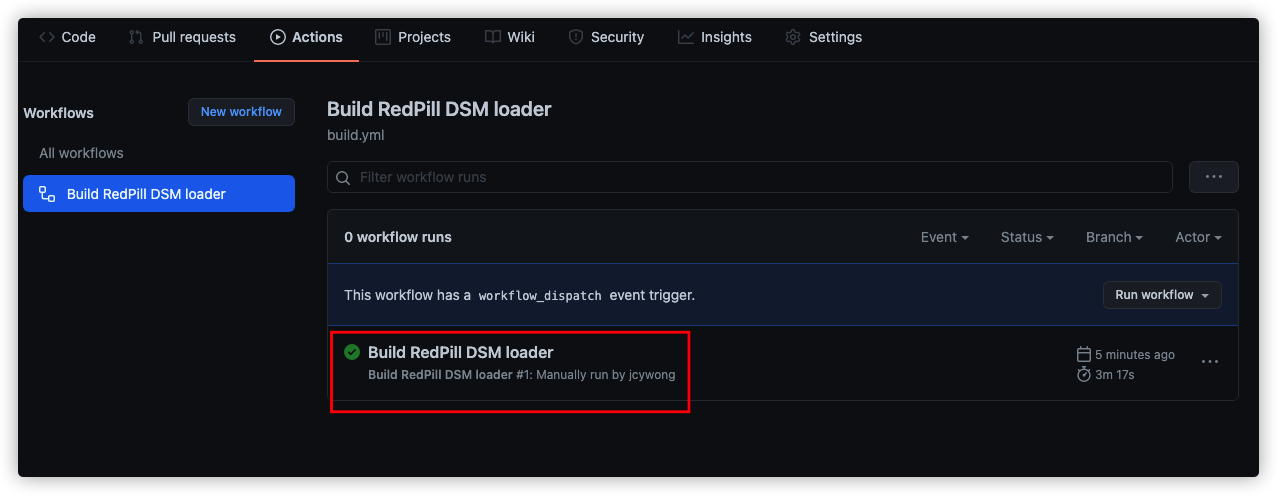 Code Pull requests Actions Projects Wiki Security Insights Settings
Workflows New workflow
All workflows
Build RedPill DSM loader
Build RedPill DSM loader
build.yml
Filter workflow runs
0 workflow runs Event Status Branch Actor
This workflow has a workflow_dispatch event trigger. Run workflow
Build RedPill DSM loader 5 minutes ago
Build RedPill DSM loader #1: Manually run by jcywong 3m 17s